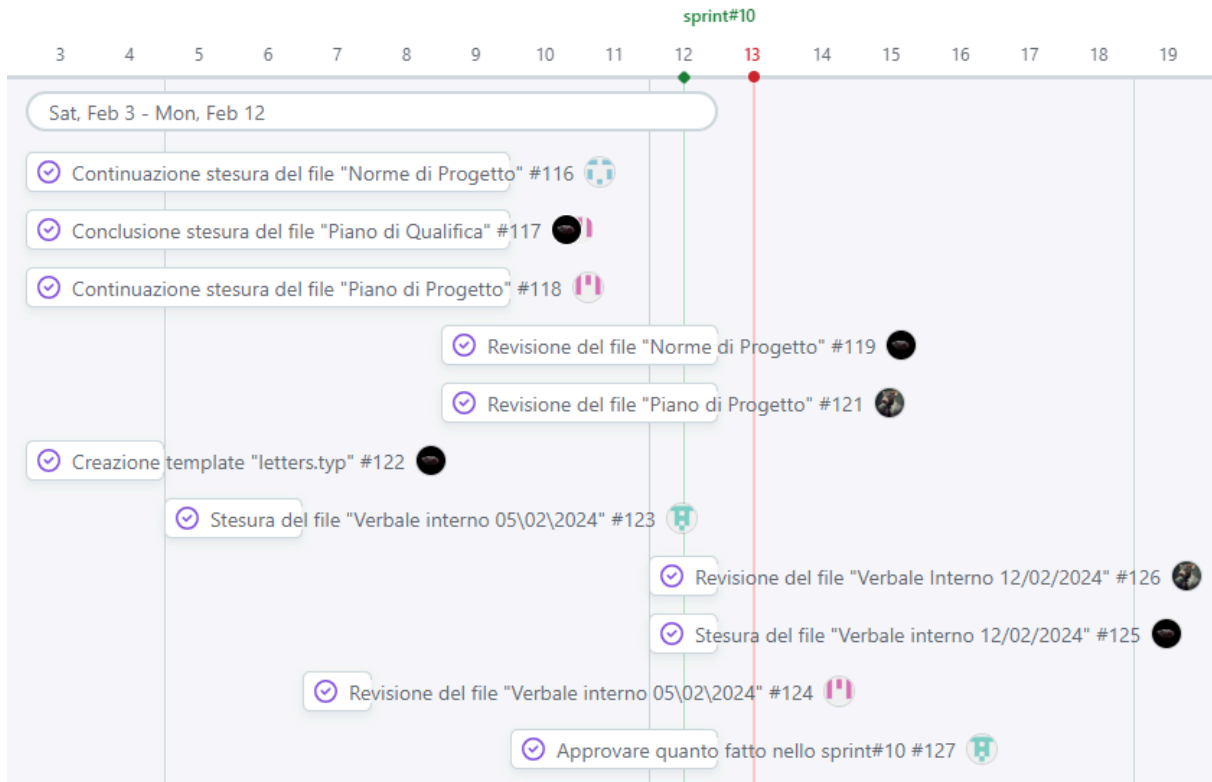 sprint#10
3 4 5 6 7 8 9 10 11 12 13 14 15 16 17 18 19
Sat, Feb 3 - Mon, Feb 12
Continuazione stesura del file "Norme di Progetto" #116
Conclusione stesura del file "Piano di Qualifica" #117
Continuazione stesura del file "Piano di Progetto" #118
Revisione del file "Norme di Progetto" #119
Revisione del file "Piano di Progetto" #121
Creazione template "letters.typ" #122
Stesura del file "Verbale interno 05\02\2024" #123
Revisione del file "Verbale Interno 12/02/2024" #126
Stesura del file "Verbale interno 12/02/2024" #125
Revisione del file "Verbale interno 05\02\2024" #124
Approvare quanto fatto nello sprint#10 #127